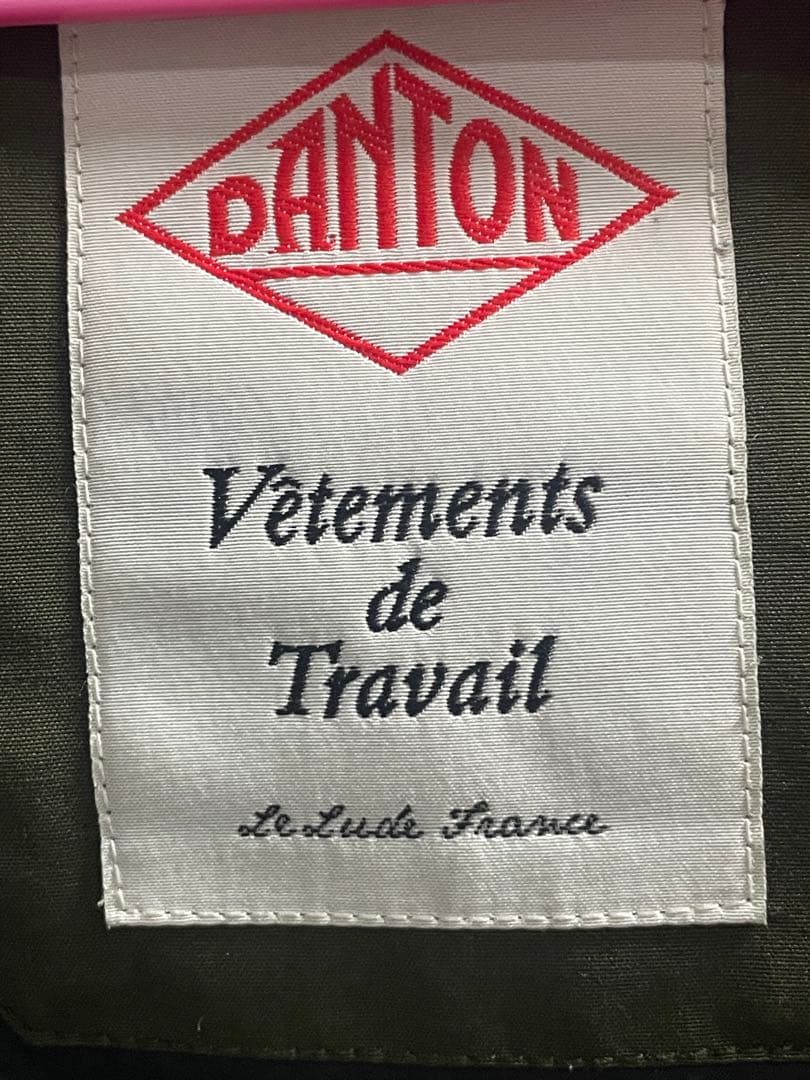 DANTON
Vêtements
de
Travail
Le Lude France